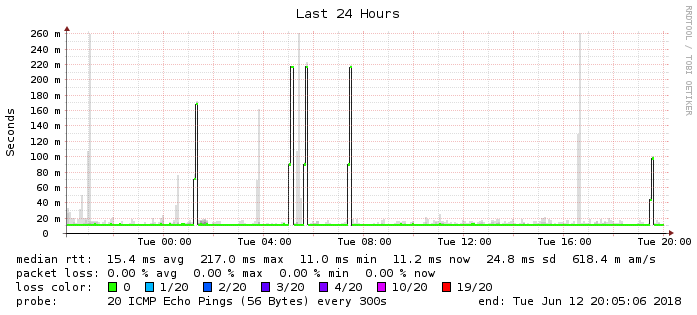 Last 24 Hours
RRDTOOL / TOBI OETIKER
Seconds
260 m
240 m
220 m
200 m
180 m
160 m
140 m
120 m
100 m
80 m
60 m
40 m
20 m
0
Tue 00:00 Tue 04:00 Tue 08:00 Tue 12:00 Tue 16:00 Tue 20:00
median rtt: 15.4 ms avg 217.0 ms max 11.0 ms min 11.2 ms now 24.8 ms sd 618.4 m am/s
packet loss: 0.00 % avg 0.00 % max 0.00 % min 0.00 % now
loss color: 0 1/20 2/20 3/20 4/20 10/20 19/20
probe: 20 ICMP Echo Pings (56 Bytes) every 300s end: Tue Jun 12 20:05:06 2018